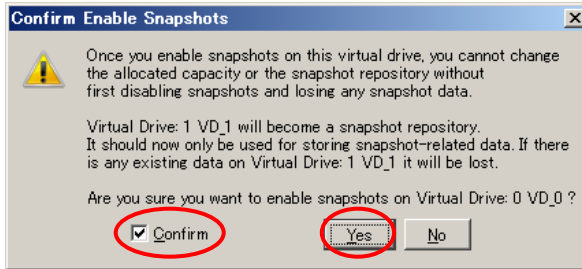 Confirm Enable Snapshots
Once you enable snapshots on this virtual drive, you cannot change
the allocated capacity or the snapshot repository without
first disabling snapshots and losing any snapshot data.
Virtual Drive: 1 VD_1 will become a snapshot repository.
It should now only be used for storing snapshot-related data. If there
is any existing data on Virtual Drive: 1 VD_1 it will be lost.
Are you sure you want to enable snapshots on Virtual Drive: 0 VD_0 ?
Confirm Yes No